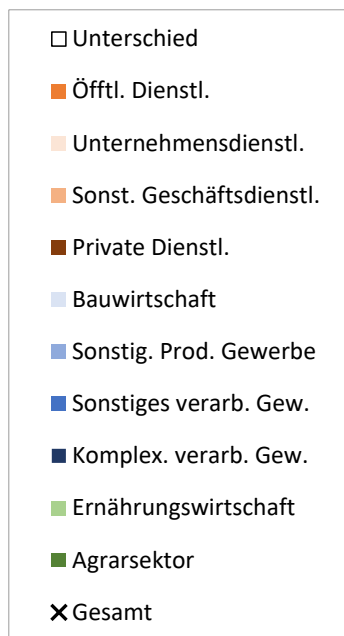 Unterschied
Öfftl. Dienstl.
Unternehmensdienstl.
Sonst. Geschäftsdienstl.
Private Dienstl.
Bauwirtschaft
Sonstig. Prod. Gewerbe
Sonstiges verarb. Gew.
Komplex. verarb. Gew.
Ernährungswirtschaft
Agrarsektor
Gesamt